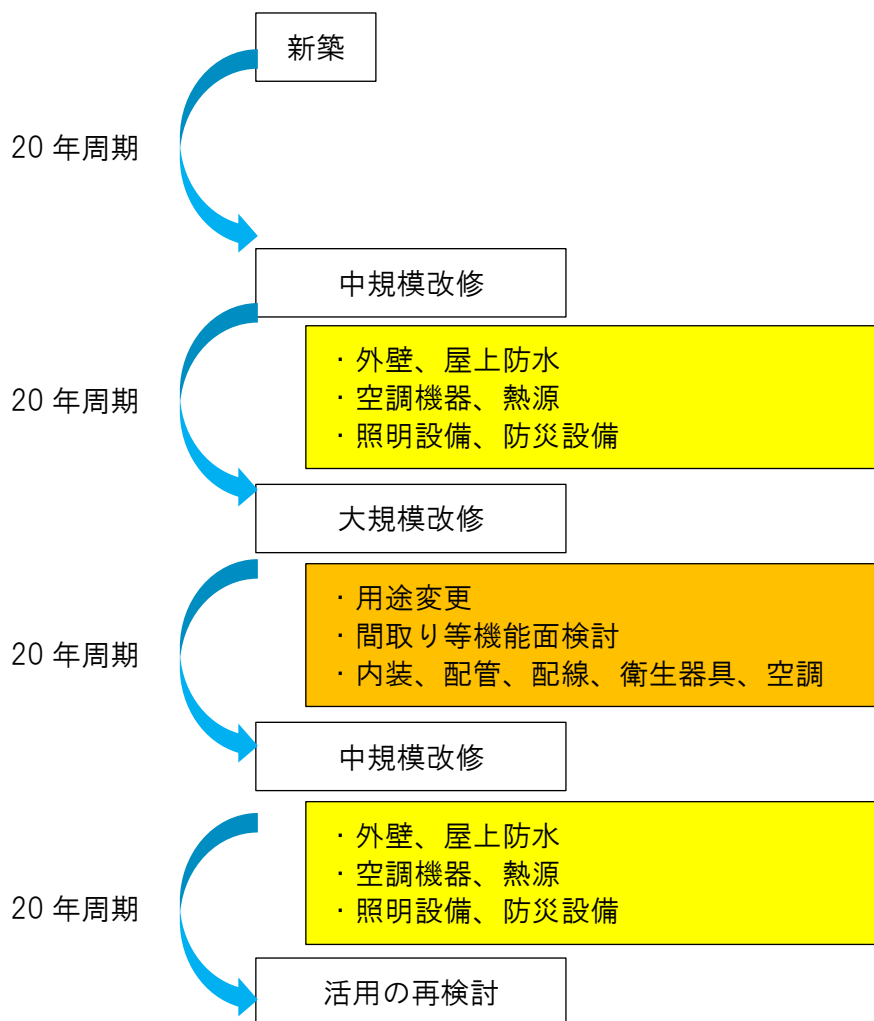 新築
20 年周期
中規模改修
・外壁、屋上防水
・空調機器、熱源
・照明設備、防災設備
20 年周期
大規模改修
・用途変更
・間取り等機能面検討
・内装、配管、配線、衛生器具、空調
20 年周期
中規模改修
・外壁、屋上防水
・空調機器、熱源
・照明設備、防災設備
20 年周期
活用の再検討